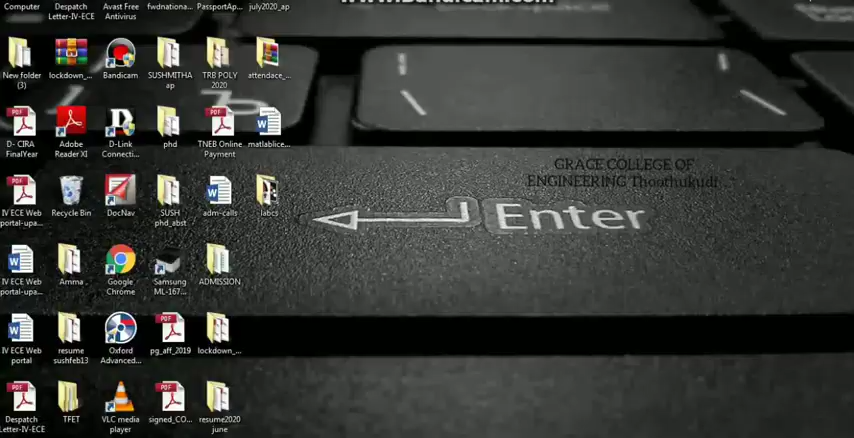 www.Bandicam.com
Computer
Despatch
Letter-IV-ECE
Avast Free
Antivirus
fwdnationa...
PassportAp...
july2020_ap
New folder
(3)
lockdown_...
Bandicam
SUSHMITHA
ap
TRB POLY
2020
attendace_...
D- CIRA
FinalYear
Adobe
Reader XI
D-Link
Connecti...
phd
TNEB Online
Payment
matlablice...
IV ECE Web
portal-upa...
Recycle Bin
DocNav
SUSH
phd_abst
adm-calls
labcs
IV ECE Web
portal-upa...
Amma
Google
Chrome
Samsung
ML-167...
ADMISSION
IV ECE Web
portal
resume
sushfeb13
Oxford
Advanced...
pg_aff_2019
lockdown_...
Despatch
Letter-IV-ECE
TFET
VLC media
player
signed_CO...
resume2020
june
GRACE COLLEGE OF
ENGINEERING Thoothukudi
Enter